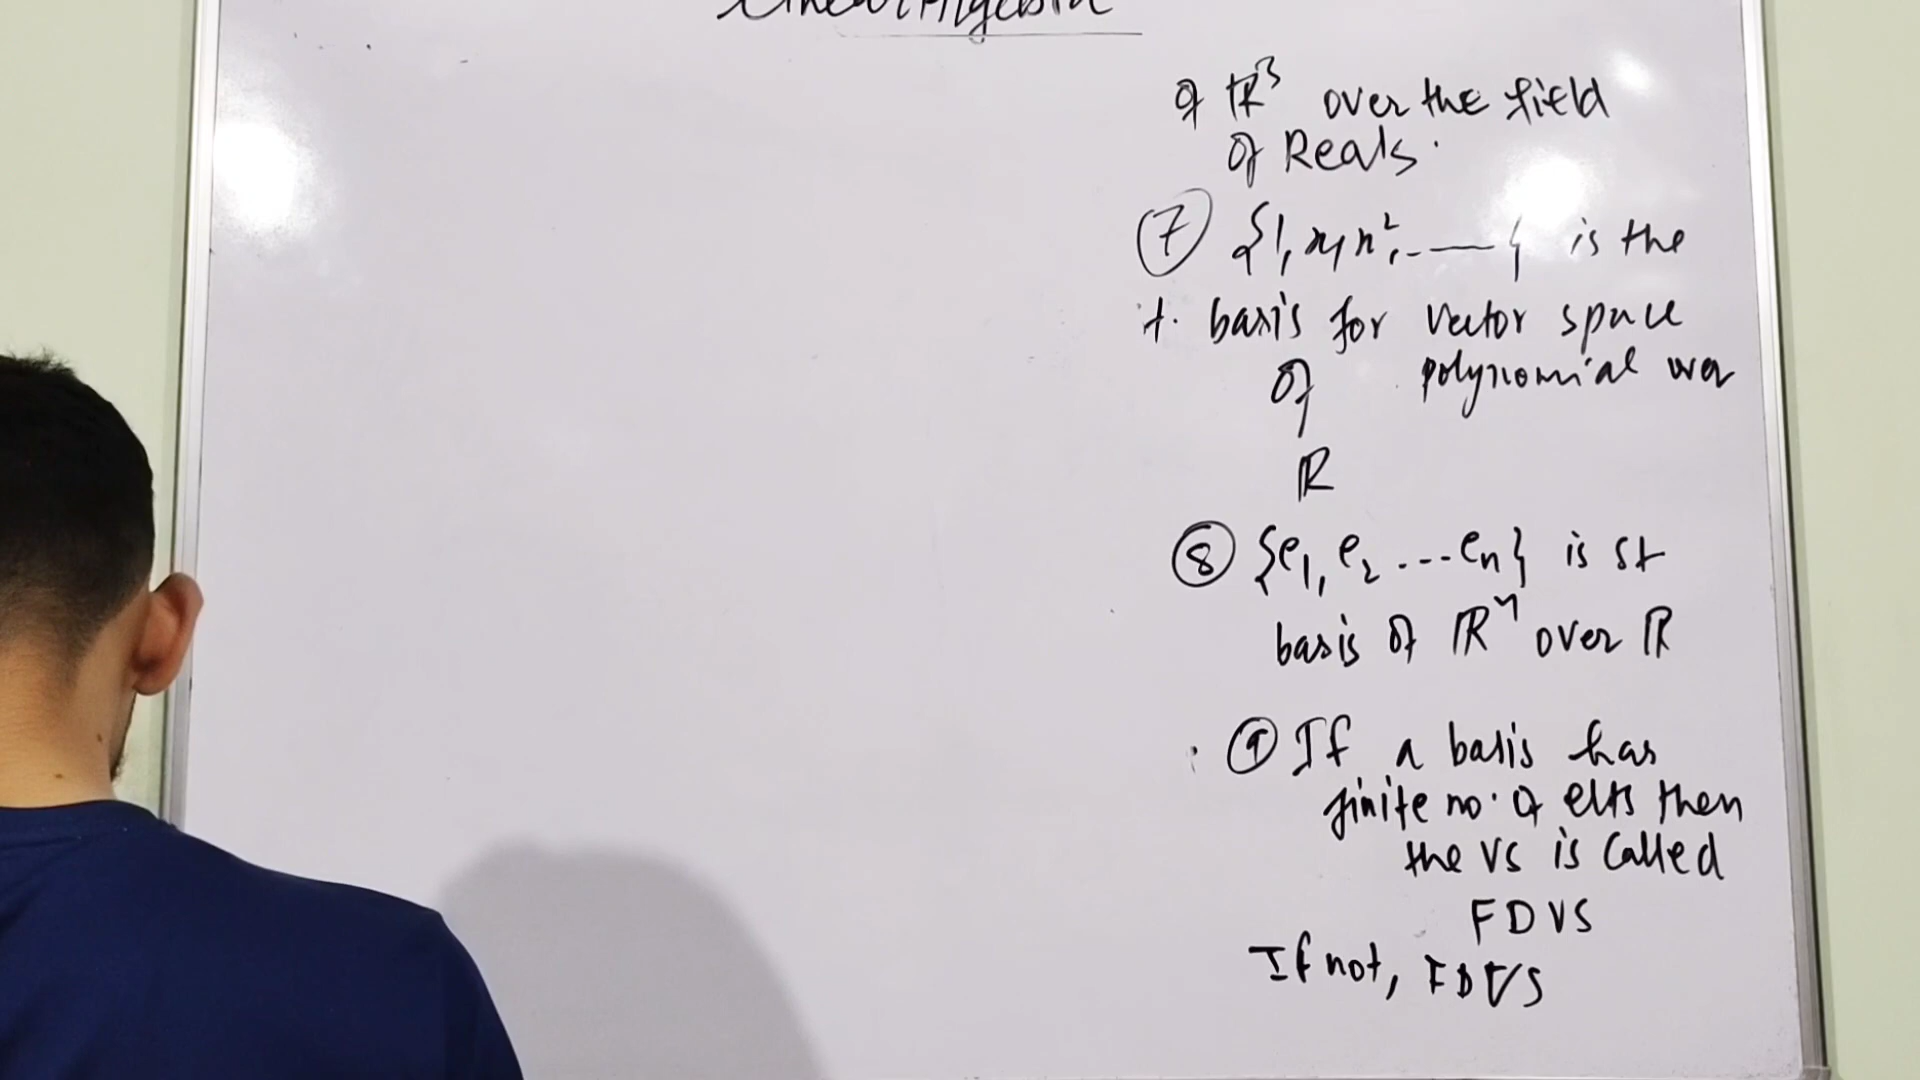 Linear Algebra
of ℝ³ over the field
of Reals.
⑦ {1, x, x², .. — } is the
t. basis for vector space
of polynomial over
ℝ
⑧ {e₁, e₂ ... eₙ} is st
basis of ℝⁿ over ℝ
⑨ If a basis has
finite no. of elts then
the VS is called
FDVS
If not, IDVS